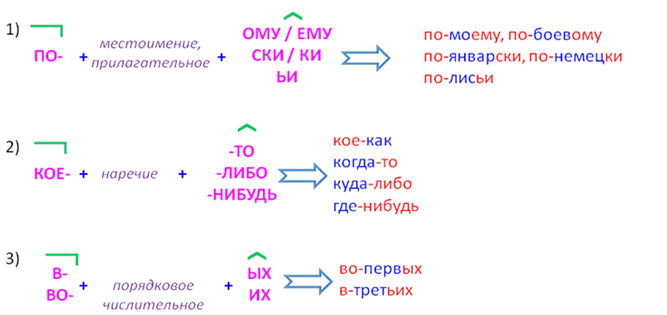 1)
ПО- + местоимение, прилагательное + ОМУ / ЕМУ
СКИ / КИ
ЬИ
по-моему, по-боевому
по-январски, по-немецки
по-лисьи
2)
КОЕ- + наречие + -ТО
-ЛИБО
-НИБУДЬ
кое-как
когда-то
куда-либо
где-нибудь
3)
В-
ВО-
+ порядковое
числительное
+ ЫХ
ИХ
во-первых
в-третьих